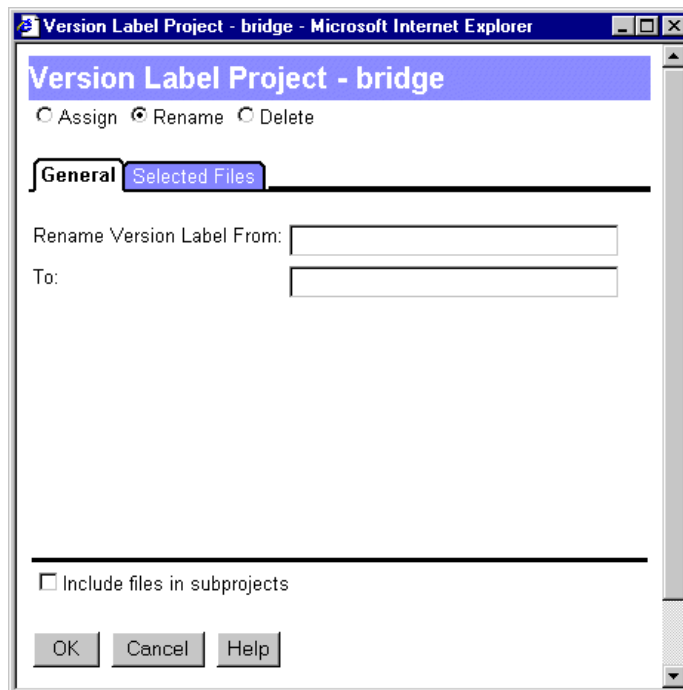 Version Label Project - bridge - Microsoft Internet Explorer
Version Label Project - bridge
Assign Rename Delete
General Selected Files
Rename Version Label From:
To:
Include files in subprojects
OK Cancel Help